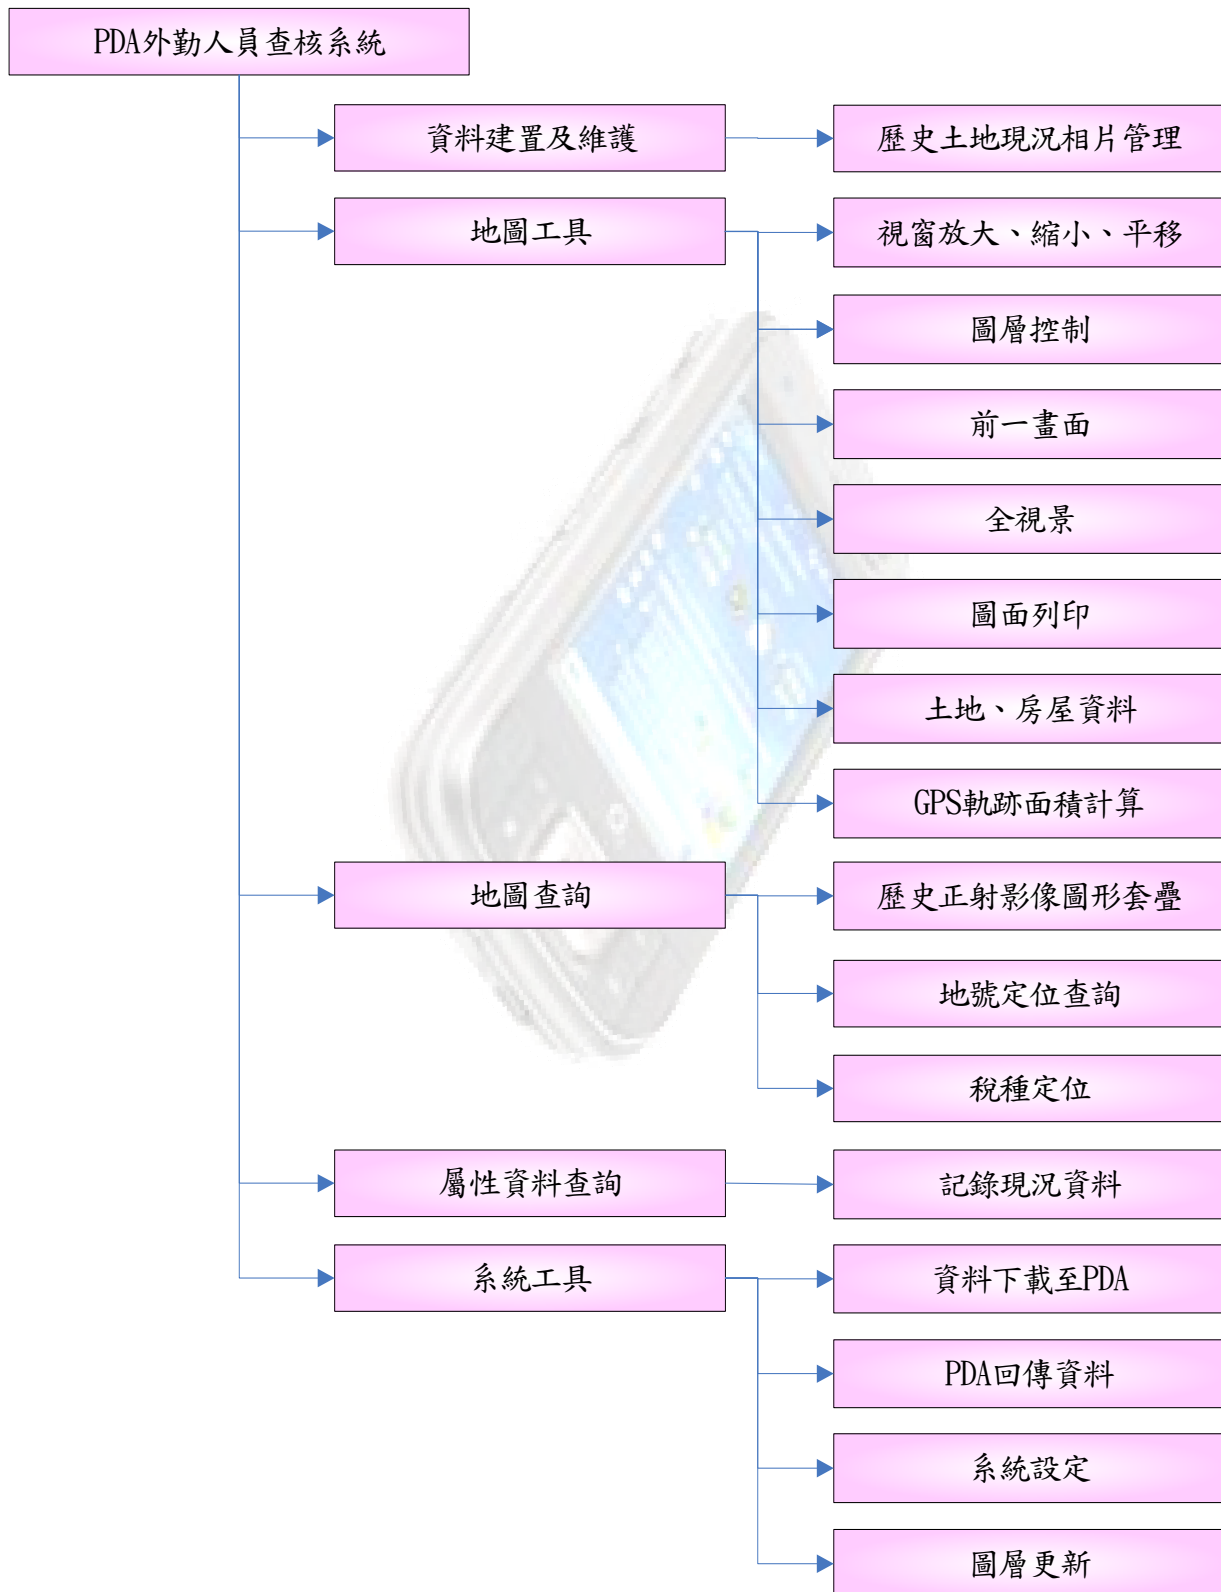 PDA外勤人員查核系統
資料建置及維護
歷史土地現況相片管理
地圖工具
視窗放大、縮小、平移
圖層控制
前一畫面
全視景
圖面列印
土地、房屋資料
GPS軌跡面積計算
地圖查詢
歷史正射影像圖形套疊
地號定位查詢
稅種定位
屬性資料查詢
記錄現況資料
系統工具
資料下載至PDA
PDA回傳資料
系統設定
圖層更新